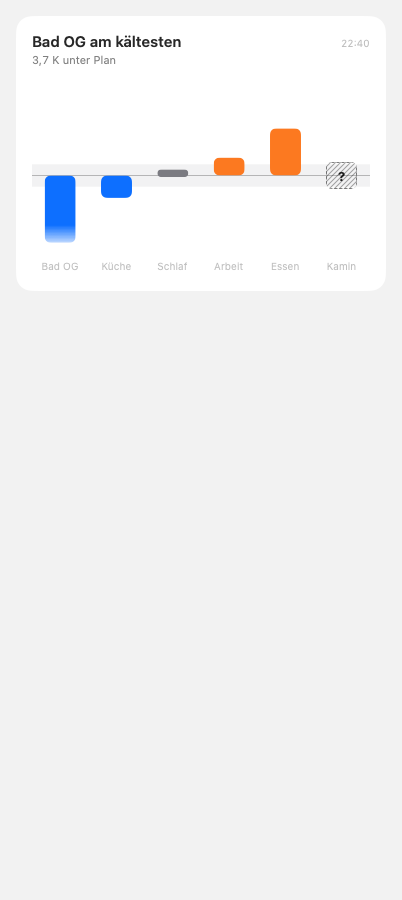 Bad OG am kältesten
22:40
3,7 K unter Plan
?
Bad OG Küche Schlaf Arbeit Essen Kamin